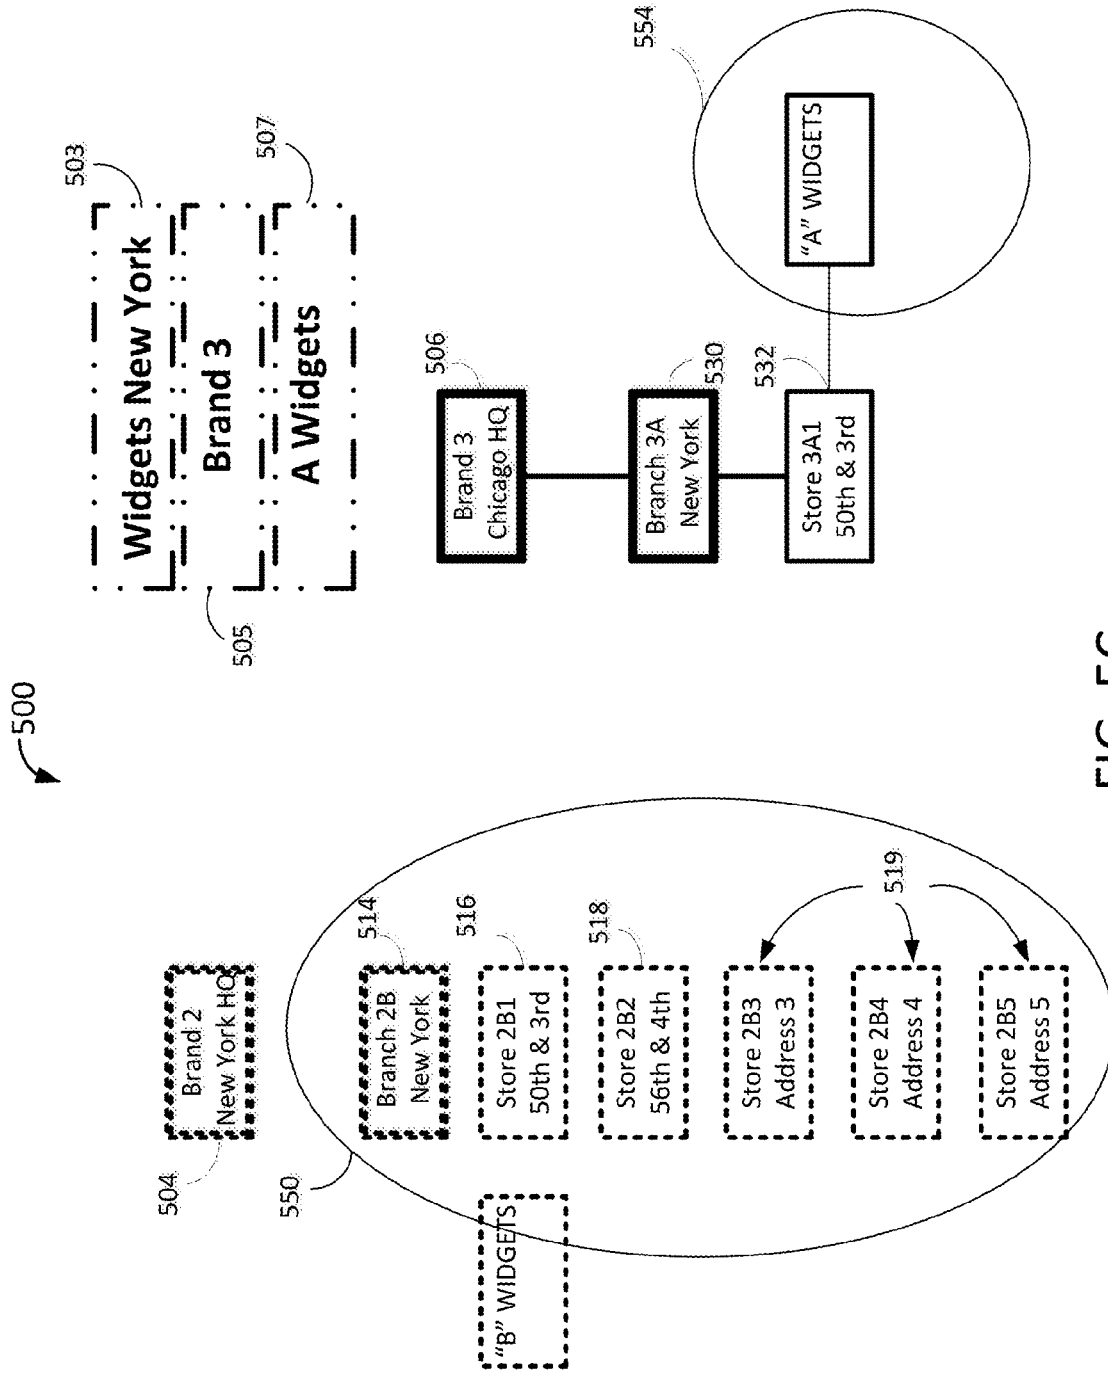 500
503
Widgets New York
505
Brand 3
507
A Widgets
504
Brand 2
New York HQ
506
Brand 3
Chicago HQ
550
514
Branch 2B
New York
530
Branch 3A
New York
554
"B" WIDGETS
516
Store 2B1
50th & 3rd
532
Store 3A1
50th & 3rd
"A" WIDGETS
518
Store 2B2
56th & 4th
Store 2B3
Address 3
519
Store 2B4
Address 4
Store 2B5
Address 5